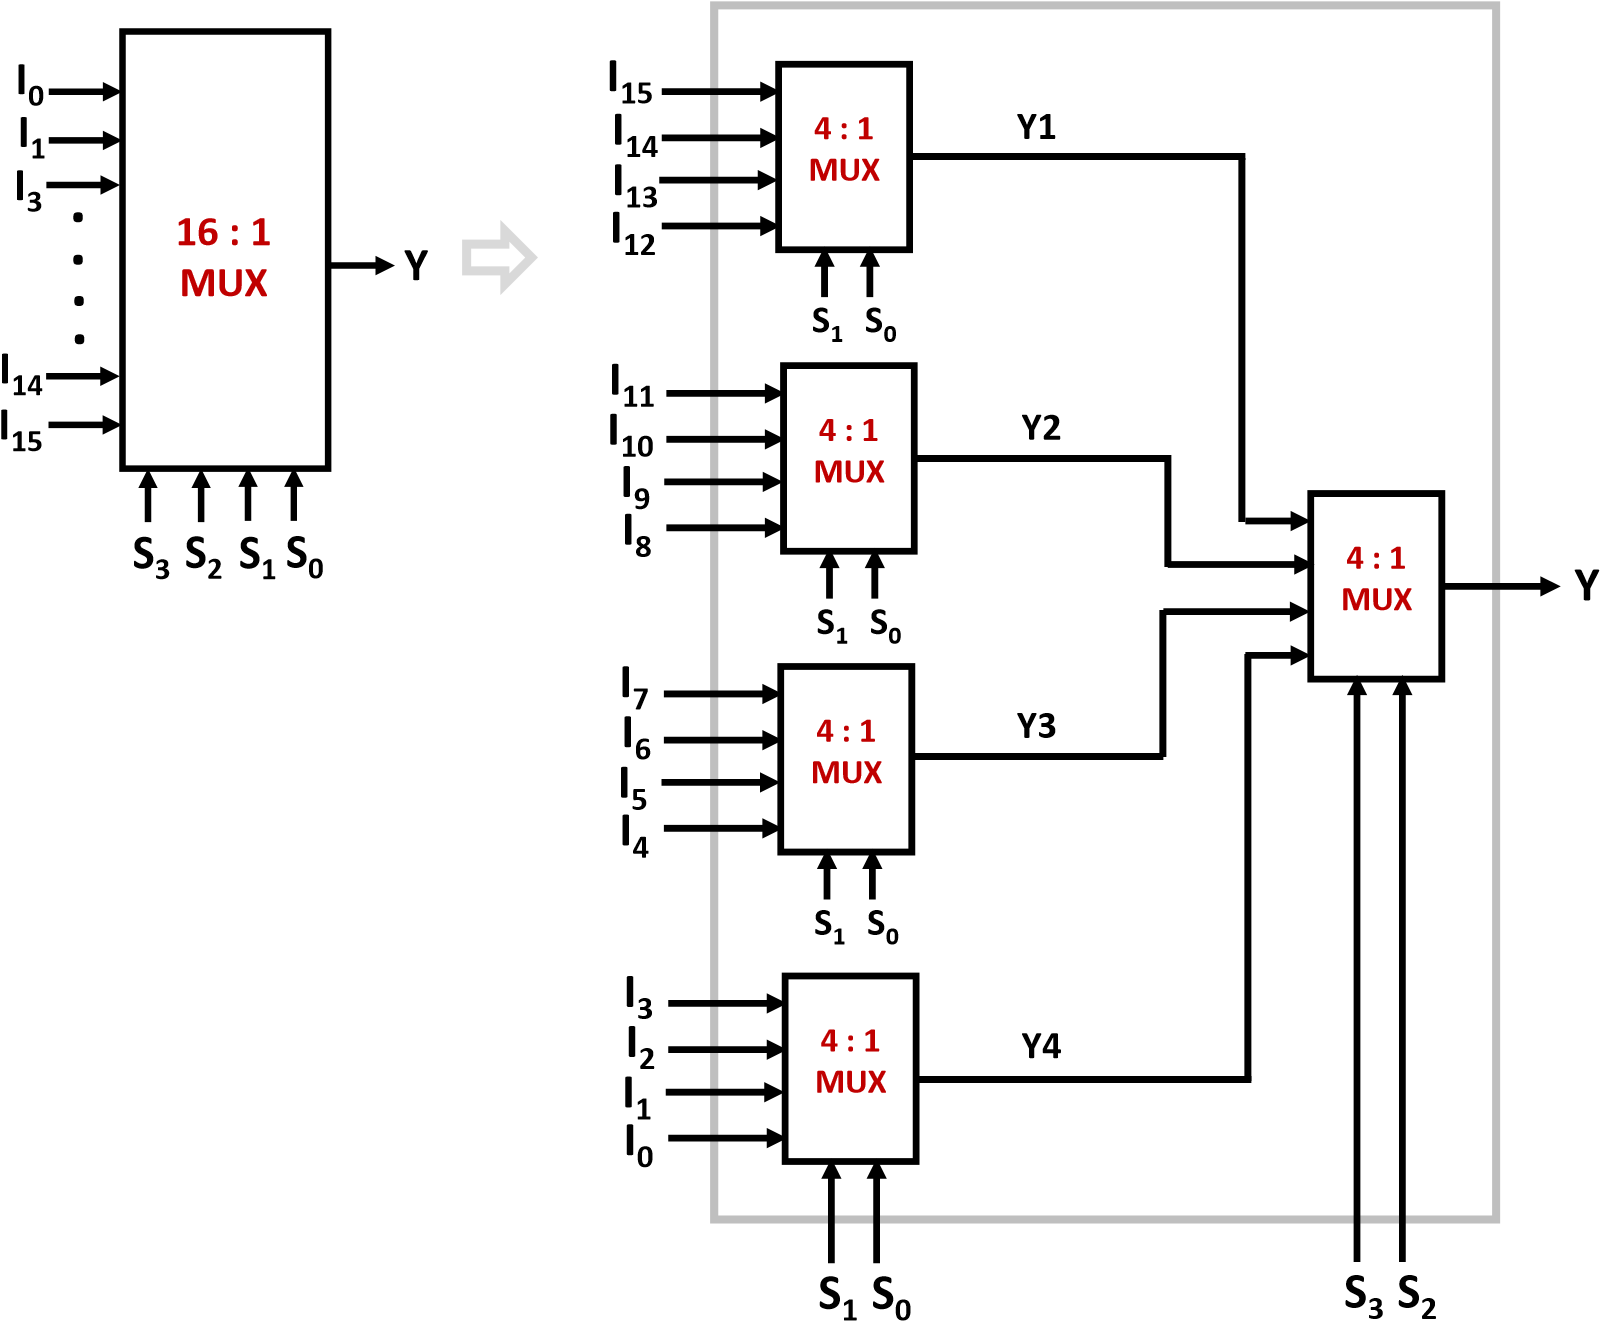 I0
I1
I3
I14
I15
16 : 1
MUX
Y
S3 S2 S1 S0
I15
I14
I13
I12
4 : 1
MUX
Y1
S1 S0
I11
I10
I9
I8
4 : 1
MUX
Y2
S1 S0
I7
I6
I5
I4
4 : 1
MUX
Y3
S1 S0
I3
I2
I1
I0
4 : 1
MUX
Y4
S1 S0
4 : 1
MUX
Y
S3 S2